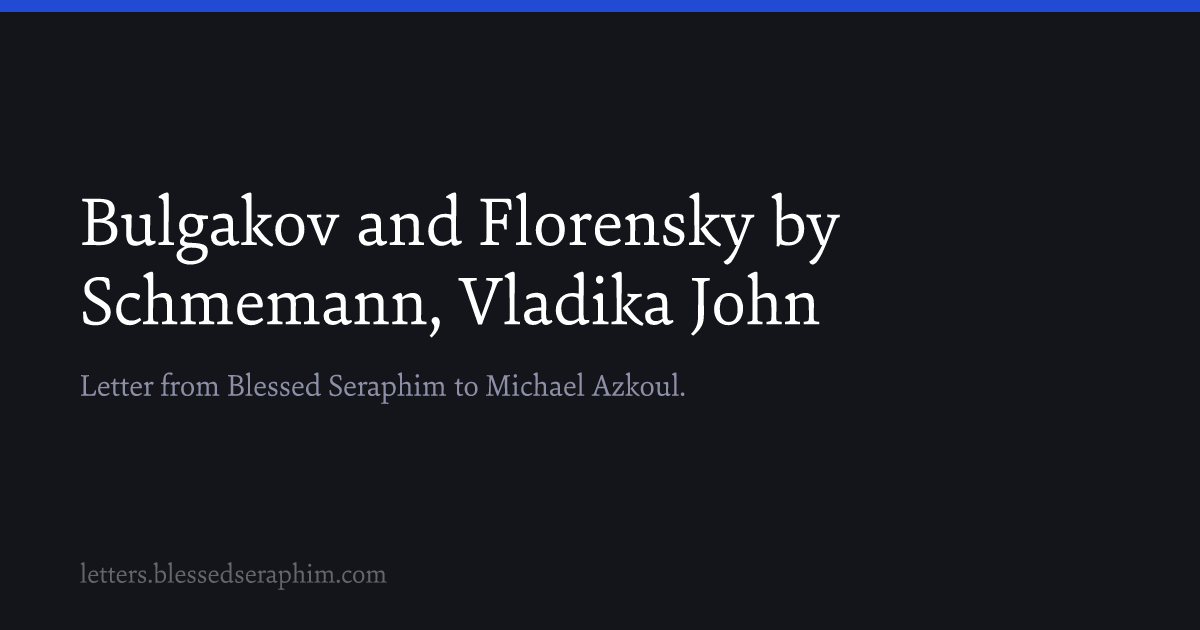 Bulgakov and Florensky by
Schmemann, Vladika John
Letter from Blessed Seraphim to Michael Azkoul.
letters.blessedseraphim.com